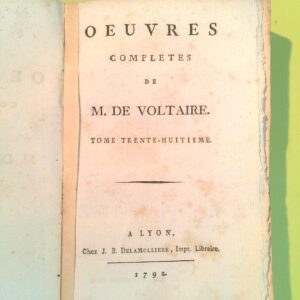 OEUVRES
COMPLETES
DE
M. DE VOLTAIRE.
TOME TRENTE-HUITIEME.
A LYON,
Chez J. B. DELAMOLLIERE, Impr. Libraire.
1792.